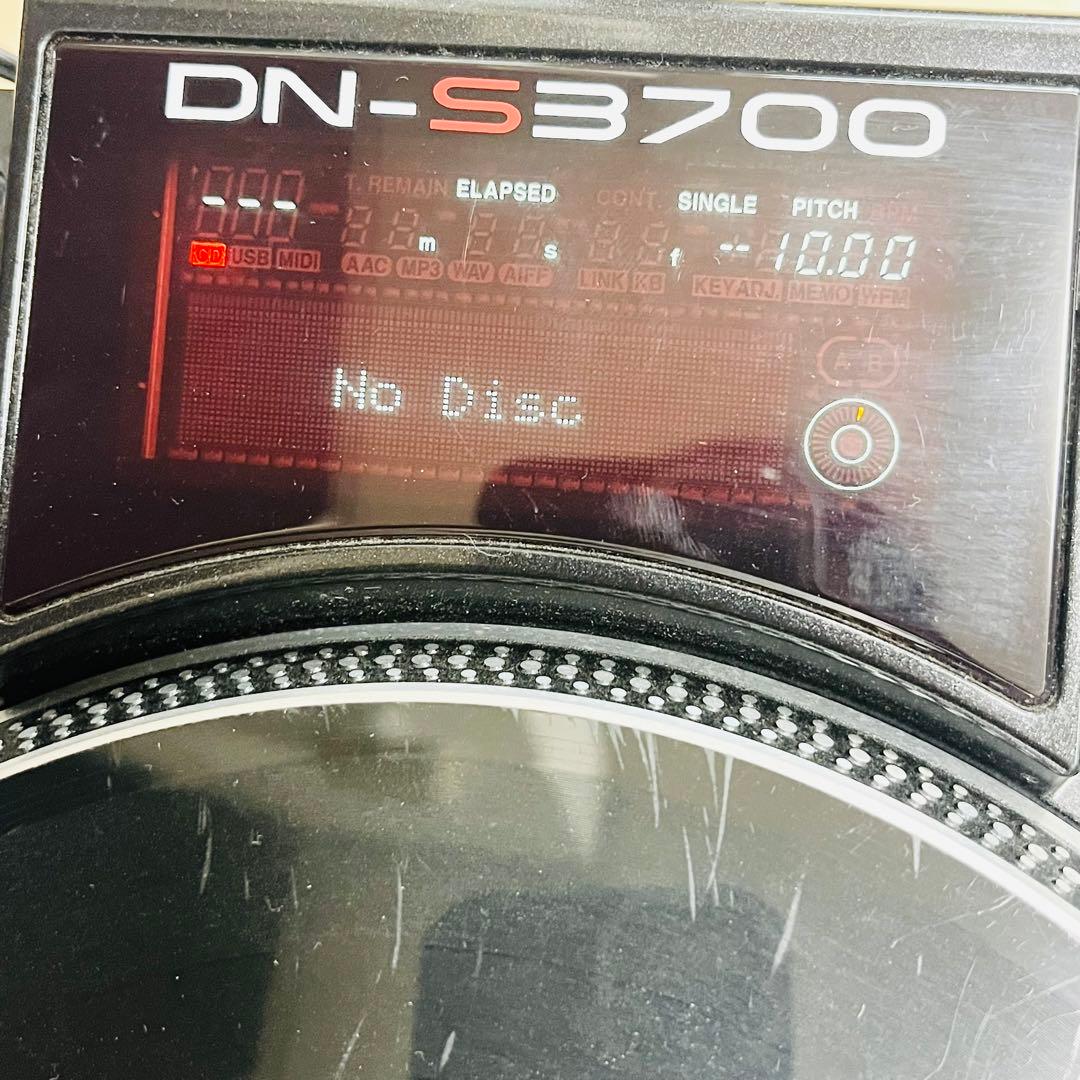 DN-S3700
T. REMAIN ELAPSED CONT. SINGLE PITCH
--- m s f -10.00
CD USB MIDI AAC MP3 WAV AIFF LINK KB KEY ADJ. MEMO
A B
No Disc